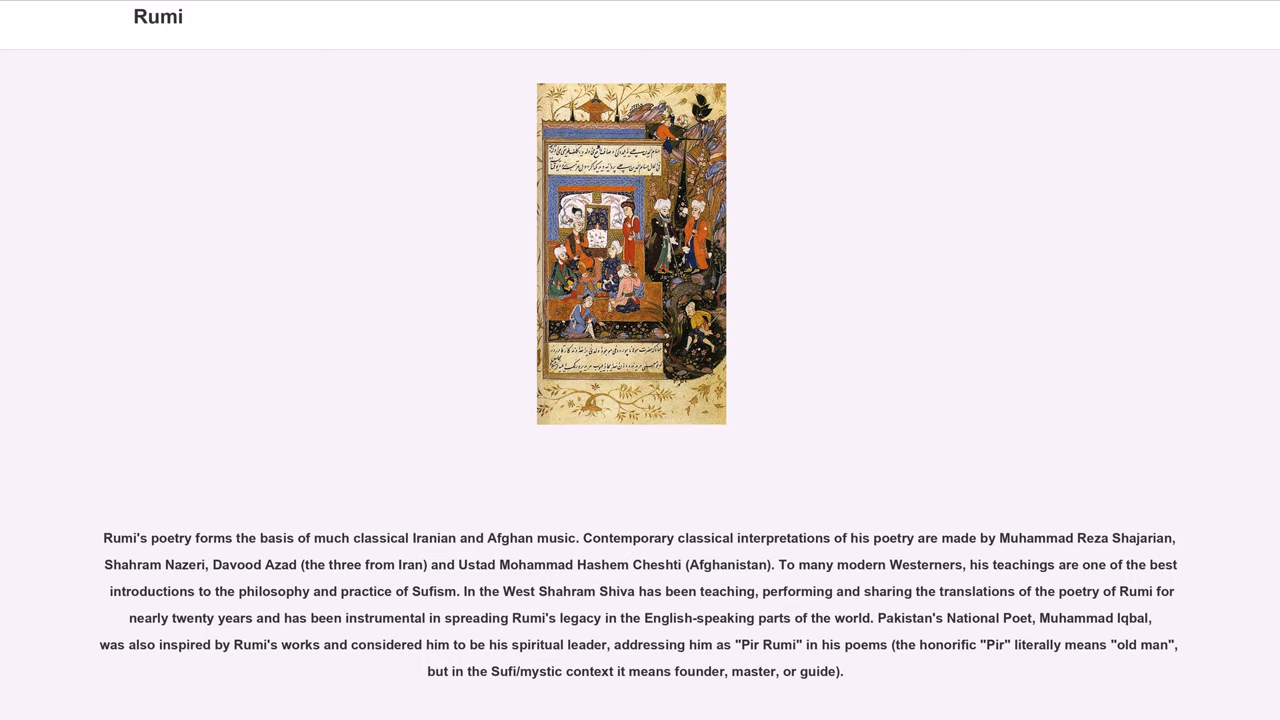 Rumi
Rumi's poetry forms the basis of much classical Iranian and Afghan music. Contemporary classical interpretations of his poetry are made by Muhammad Reza Shajarian,
Shahram Nazeri, Davood Azad (the three from Iran) and Ustad Mohammad Hashem Cheshti (Afghanistan). To many modern Westerners, his teachings are one of the best
introductions to the philosophy and practice of Sufism. In the West Shahram Shiva has been teaching, performing and sharing the translations of the poetry of Rumi for
nearly twenty years and has been instrumental in spreading Rumi's legacy in the English-speaking parts of the world. Pakistan's National Poet, Muhammad Iqbal,
was also inspired by Rumi's works and considered him to be his spiritual leader, addressing him as "Pir Rumi" in his poems (the honorific "Pir" literally means "old man",
but in the Sufi/mystic context it means founder, master, or guide).